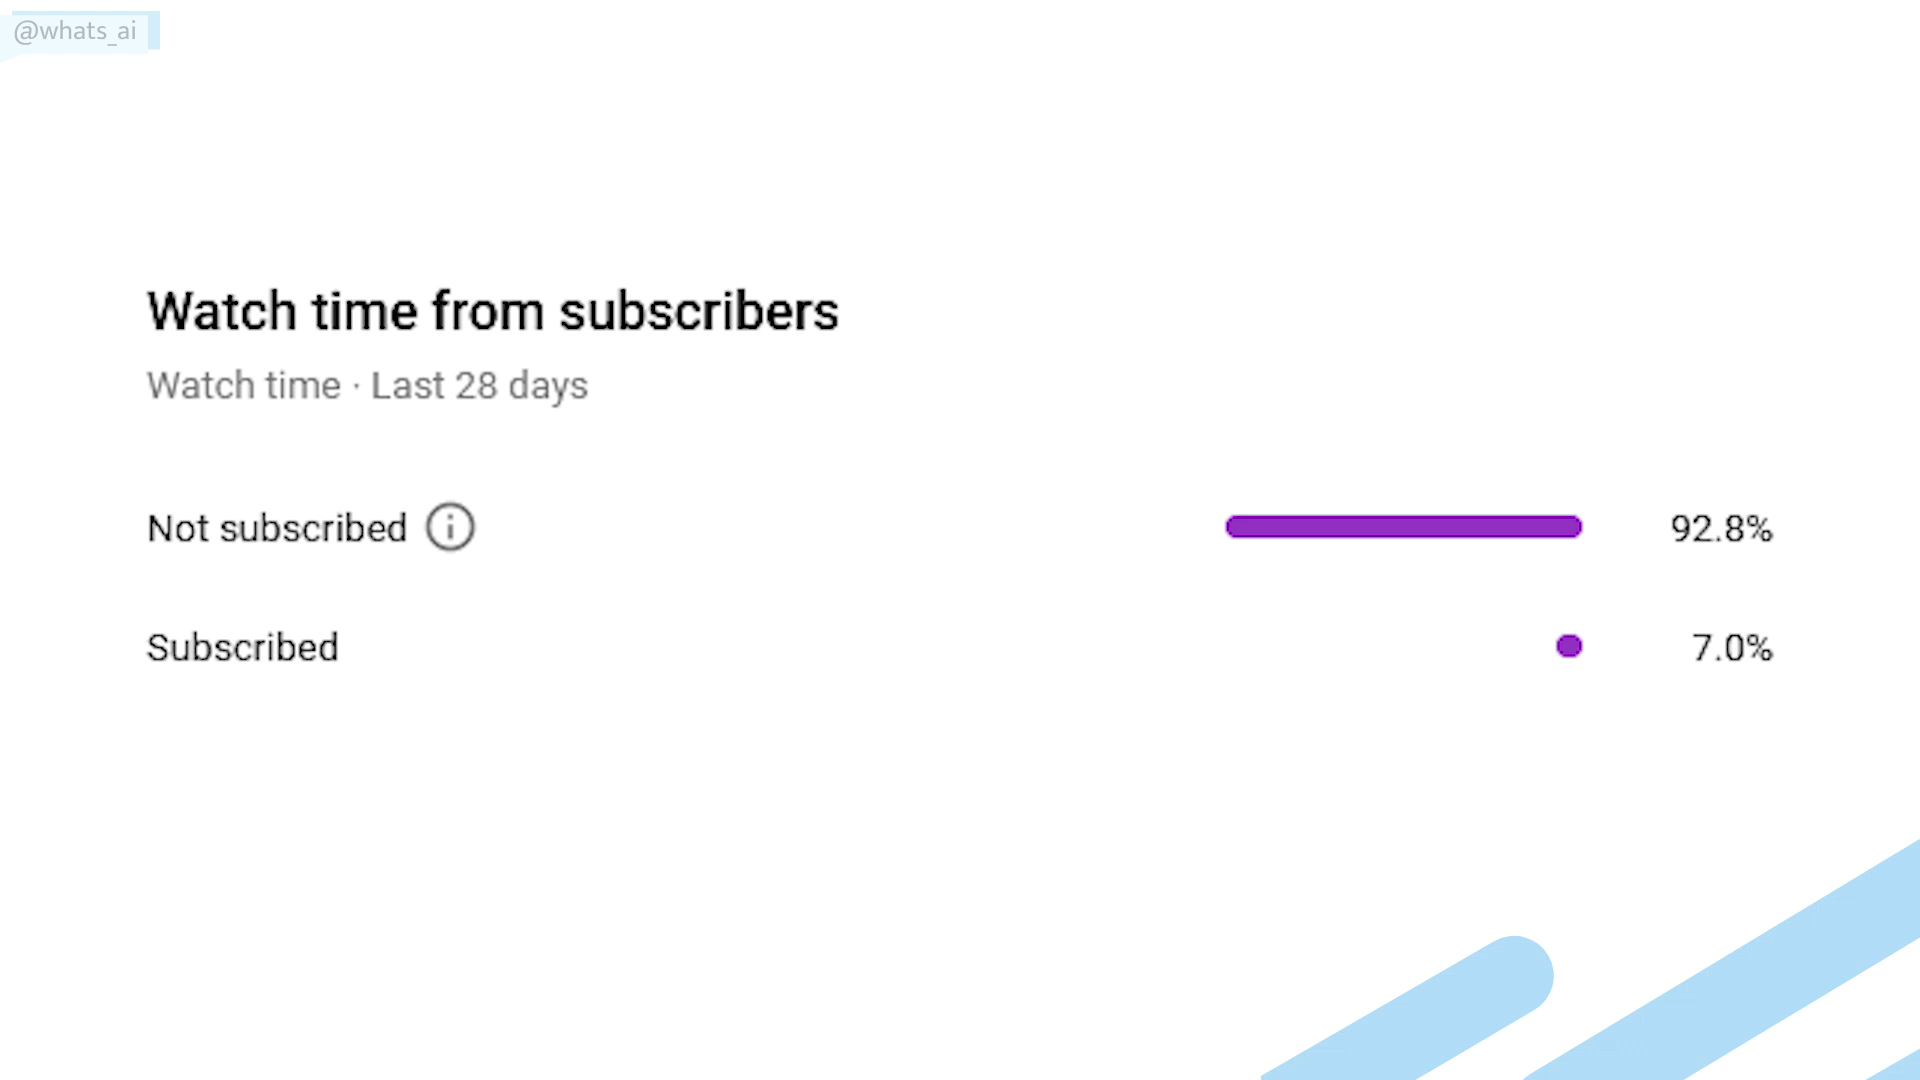 @whats_ai
Watch time from subscribers
Watch time · Last 28 days
Not subscribed 92.8%
Subscribed 7.0%